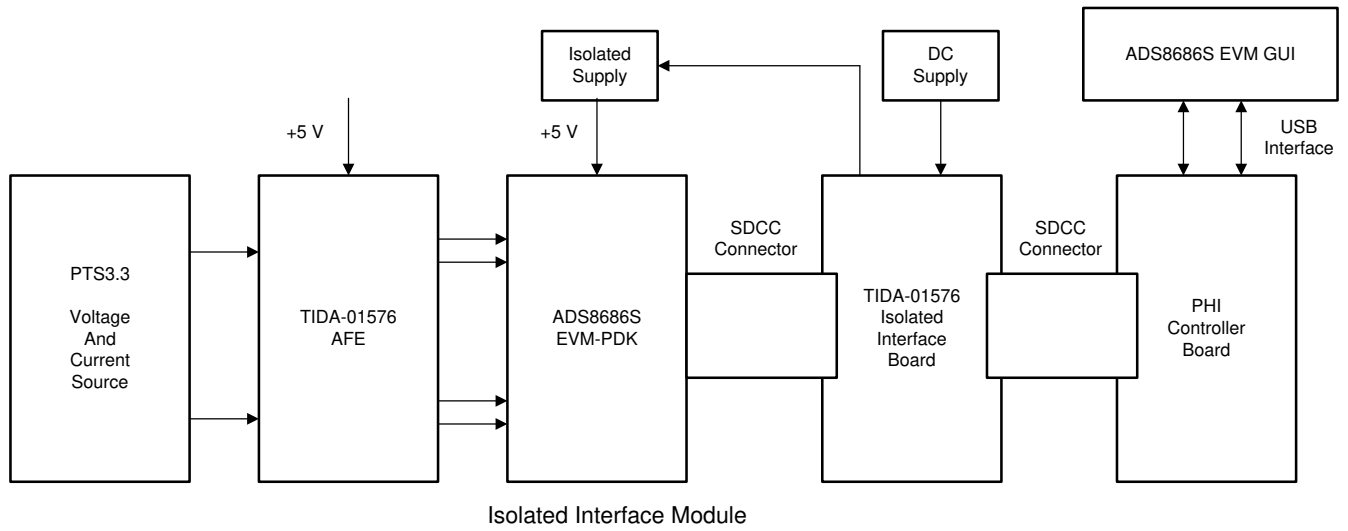 Isolated
Supply
DC
Supply
ADS8686S EVM GUI
+5 V
+5 V
USB
Interface
PTS3.3
Voltage
And
Current
Source
TIDA-01576
AFE
ADS8686S
EVM-PDK
SDCC
Connector
TIDA-01576
Isolated
Interface
Board
SDCC
Connector
PHI
Controller
Board
Isolated Interface Module